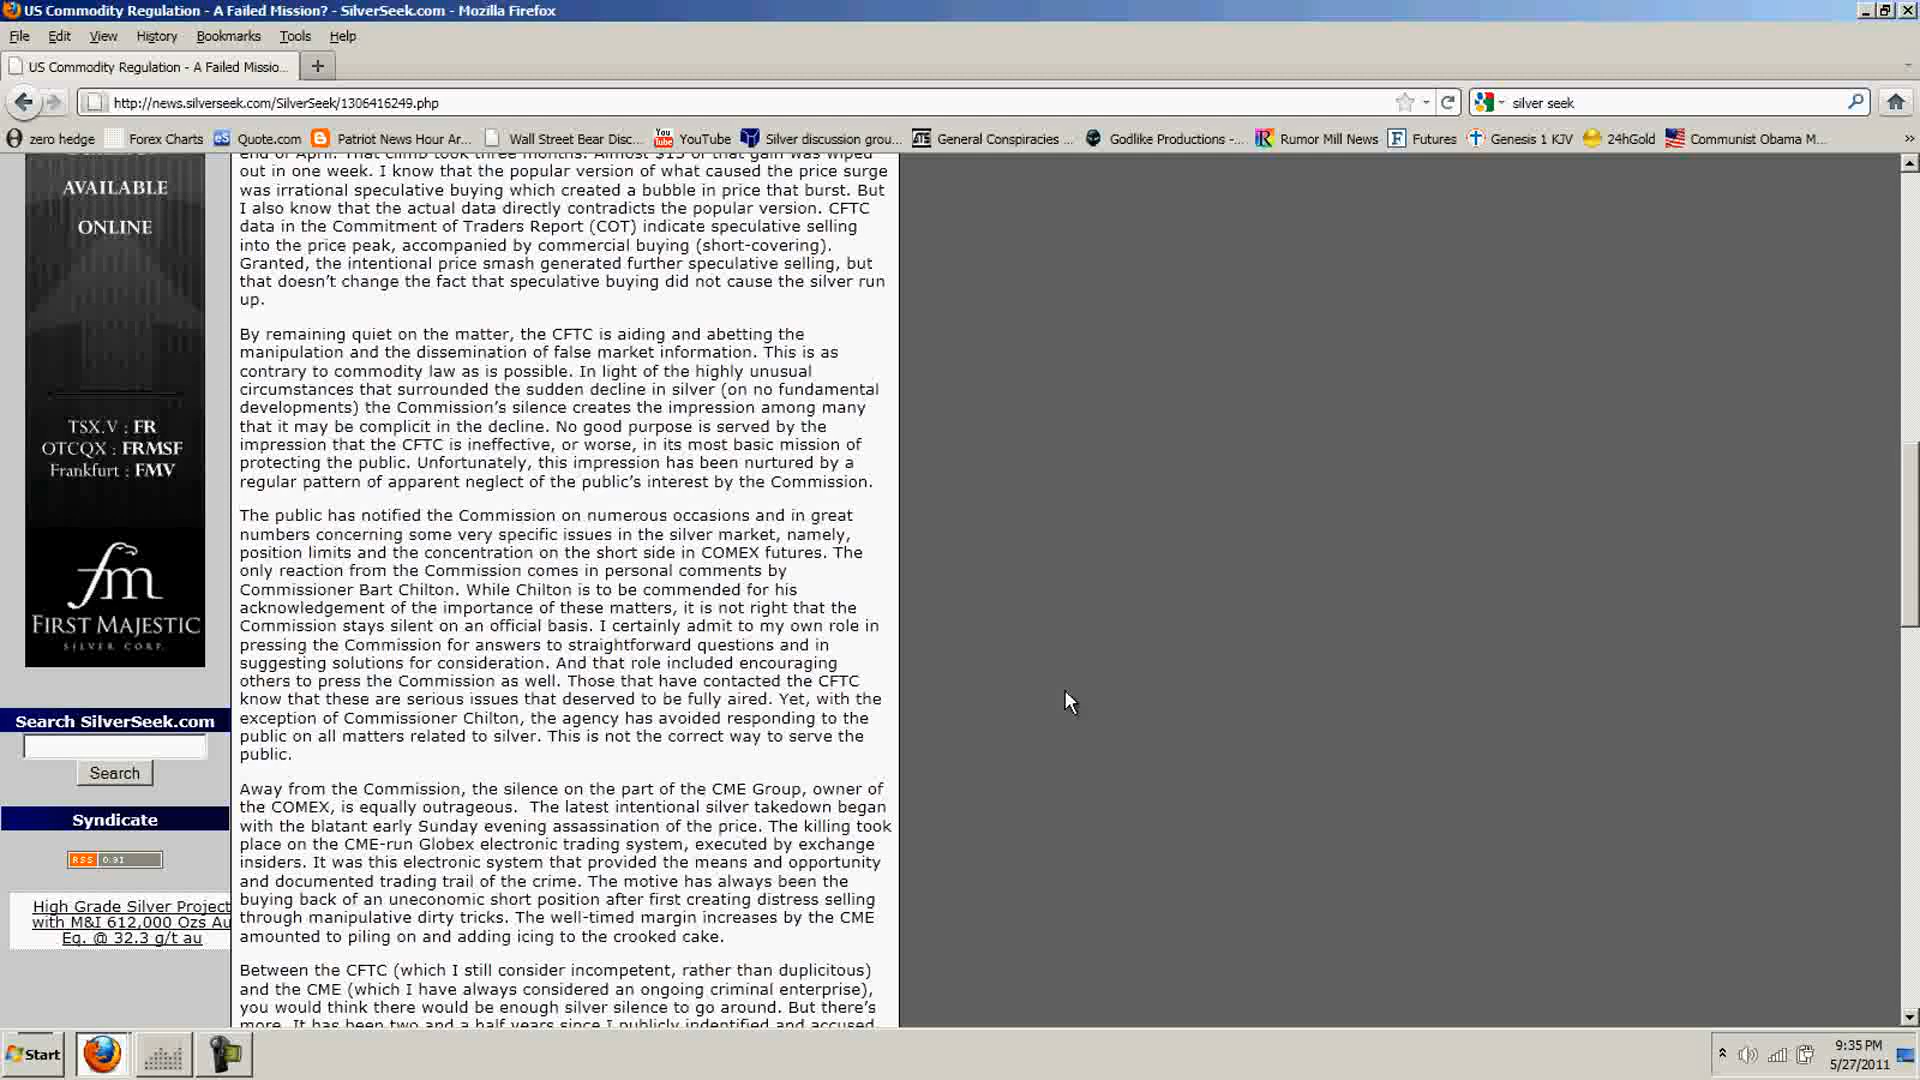 US Commodity Regulation - A Failed Mission? - SilverSeek.com - Mozilla Firefox
File Edit View History Bookmarks Tools Help
US Commodity Regulation - A Failed Missio...
http://news.silverseek.com/SilverSeek/1306416249.php
silver seek
zero hedge Forex Charts Quote.com Patriot News Hour Ar... Wall Street Bear Disc... YouTube Silver discussion grou... General Conspiracies ... Godlike Productions -... Rumor Mill News Futures Genesis 1 KJV 24hGold Communist Obama M...
AVAILABLE
ONLINE
TSX.V : FR
OTCQX : FRMSF
Frankfurt : FMV
fm
FIRST MAJESTIC
SILVER CORP.
Search SilverSeek.com
Search
Syndicate
RSS 0.91
High Grade Silver Project
with M&I 612,000 Ozs Au
Eq. @ 32.3 g/t au
end of April. That climb took three months. Almost $15 of that gain was wiped
out in one week. I know that the popular version of what caused the price surge
was irrational speculative buying which created a bubble in price that burst. But
I also know that the actual data directly contradicts the popular version. CFTC
data in the Commitment of Traders Report (COT) indicate speculative selling
into the price peak, accompanied by commercial buying (short-covering).
Granted, the intentional price smash generated further speculative selling, but
that doesn’t change the fact that speculative buying did not cause the silver run
up.
By remaining quiet on the matter, the CFTC is aiding and abetting the
manipulation and the dissemination of false market information. This is as
contrary to commodity law as is possible. In light of the highly unusual
circumstances that surrounded the sudden decline in silver (on no fundamental
developments) the Commission’s silence creates the impression among many
that it may be complicit in the decline. No good purpose is served by the
impression that the CFTC is ineffective, or worse, in its most basic mission of
protecting the public. Unfortunately, this impression has been nurtured by a
regular pattern of apparent neglect of the public’s interest by the Commission.
The public has notified the Commission on numerous occasions and in great
numbers concerning some very specific issues in the silver market, namely,
position limits and the concentration on the short side in COMEX futures. The
only reaction from the Commission comes in personal comments by
Commissioner Bart Chilton. While Chilton is to be commended for his
acknowledgement of the importance of these matters, it is not right that the
Commission stays silent on an official basis. I certainly admit to my own role in
pressing the Commission for answers to straightforward questions and in
suggesting solutions for consideration. And that role included encouraging
others to press the Commission as well. Those that have contacted the CFTC
know that these are serious issues that deserved to be fully aired. Yet, with the
exception of Commissioner Chilton, the agency has avoided responding to the
public on all matters related to silver. This is not the correct way to serve the
public.
Away from the Commission, the silence on the part of the CME Group, owner of
the COMEX, is equally outrageous. The latest intentional silver takedown began
with the blatant early Sunday evening assassination of the price. The killing took
place on the CME-run Globex electronic trading system, executed by exchange
insiders. It was this electronic system that provided the means and opportunity
and documented trading trail of the crime. The motive has always been the
buying back of an uneconomic short position after first creating distress selling
through manipulative dirty tricks. The well-timed margin increases by the CME
amounted to piling on and adding icing to the crooked cake.
Between the CFTC (which I still consider incompetent, rather than duplicitous)
and the CME (which I have always considered an ongoing criminal enterprise),
you would think there would be enough silver silence to go around. But there’s
more. It has been two and a half years since I publicly indentified and accused
Start
9:35 PM
5/27/2011